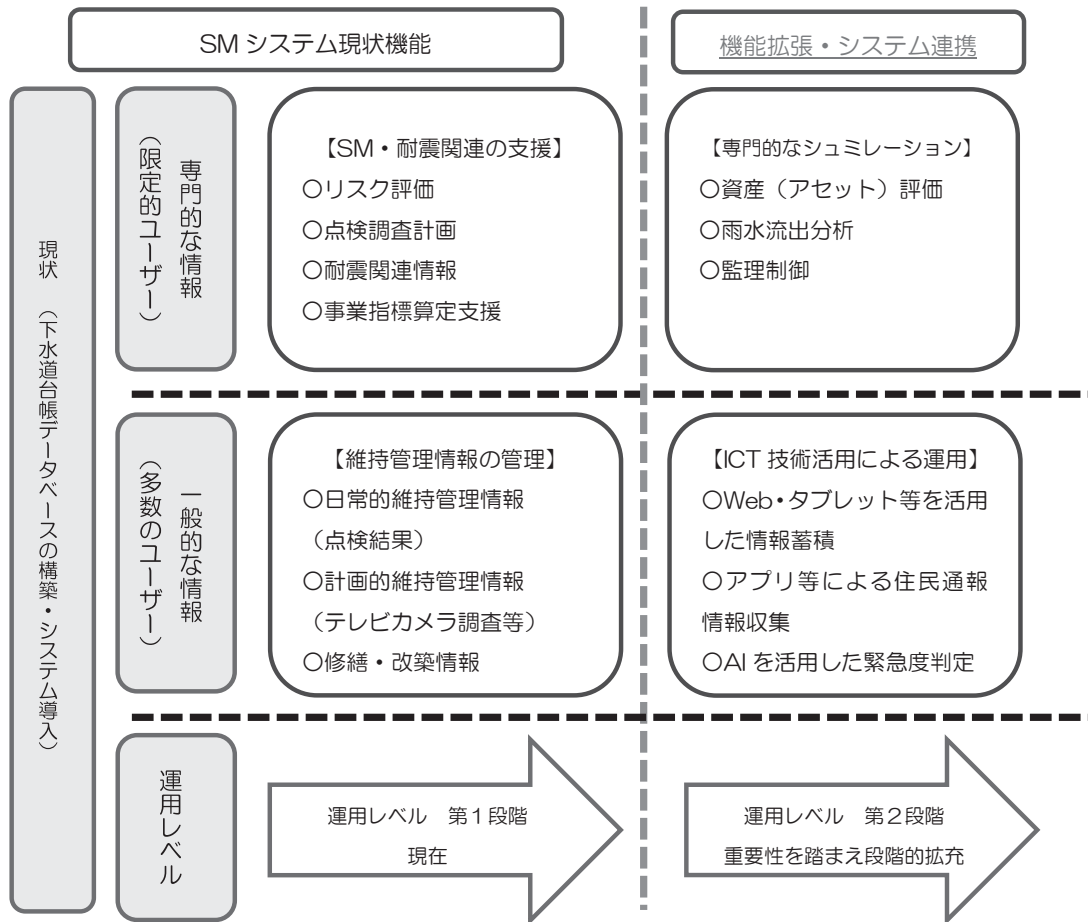 SM システム現状機能
機能拡張・システム連携
現状　（下水道台帳データベースの構築・システム導入）
専門的な情報
（限定的ユーザー）
【SM・耐震関連の支援】
〇リスク評価
〇点検調査計画
〇耐震関連情報
〇事業指標算定支援
【専門的なシュミレーション】
〇資産（アセット）評価
〇雨水流出分析
〇監理制御
一般的な情報
（多数のユーザー）
【維持管理情報の管理】
〇日常的維持管理情報
（点検結果）
〇計画的維持管理情報
（テレビカメラ調査等）
〇修繕・改築情報
【ICT 技術活用による運用】
〇Web・タブレット等を活用
した情報蓄積
〇アプリ等による住民通報
情報収集
〇AI を活用した緊急度判定
運用レベル
運用レベル　第１段階
現在
運用レベル　第２段階
重要性を踏まえ段階的拡充